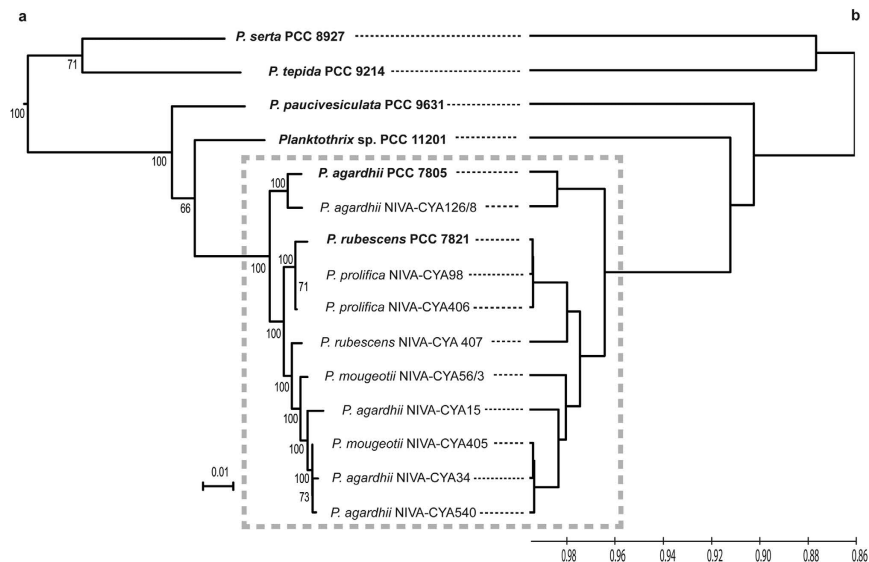 a b
P. serta PCC 8927
71
P. tepida PCC 9214
100
P. paucivesiculata PCC 9631
Planktothrix sp. PCC 11201
100
P. agardhii PCC 7805
100
P. agardhii NIVA-CYA126/8
66
P. rubescens PCC 7821
100
100
P. prolifica NIVA-CYA98
71
P. prolifica NIVA-CYA406
100
P. rubescens NIVA-CYA 407
P. mougeotii NIVA-CYA56/3
100
P. agardhii NIVA-CYA15
100
P. mougeotii NIVA-CYA405
0.01
100
P. agardhii NIVA-CYA34
73
P. agardhii NIVA-CYA540
0.98 0.96 0.94 0.92 0.90 0.88 0.86